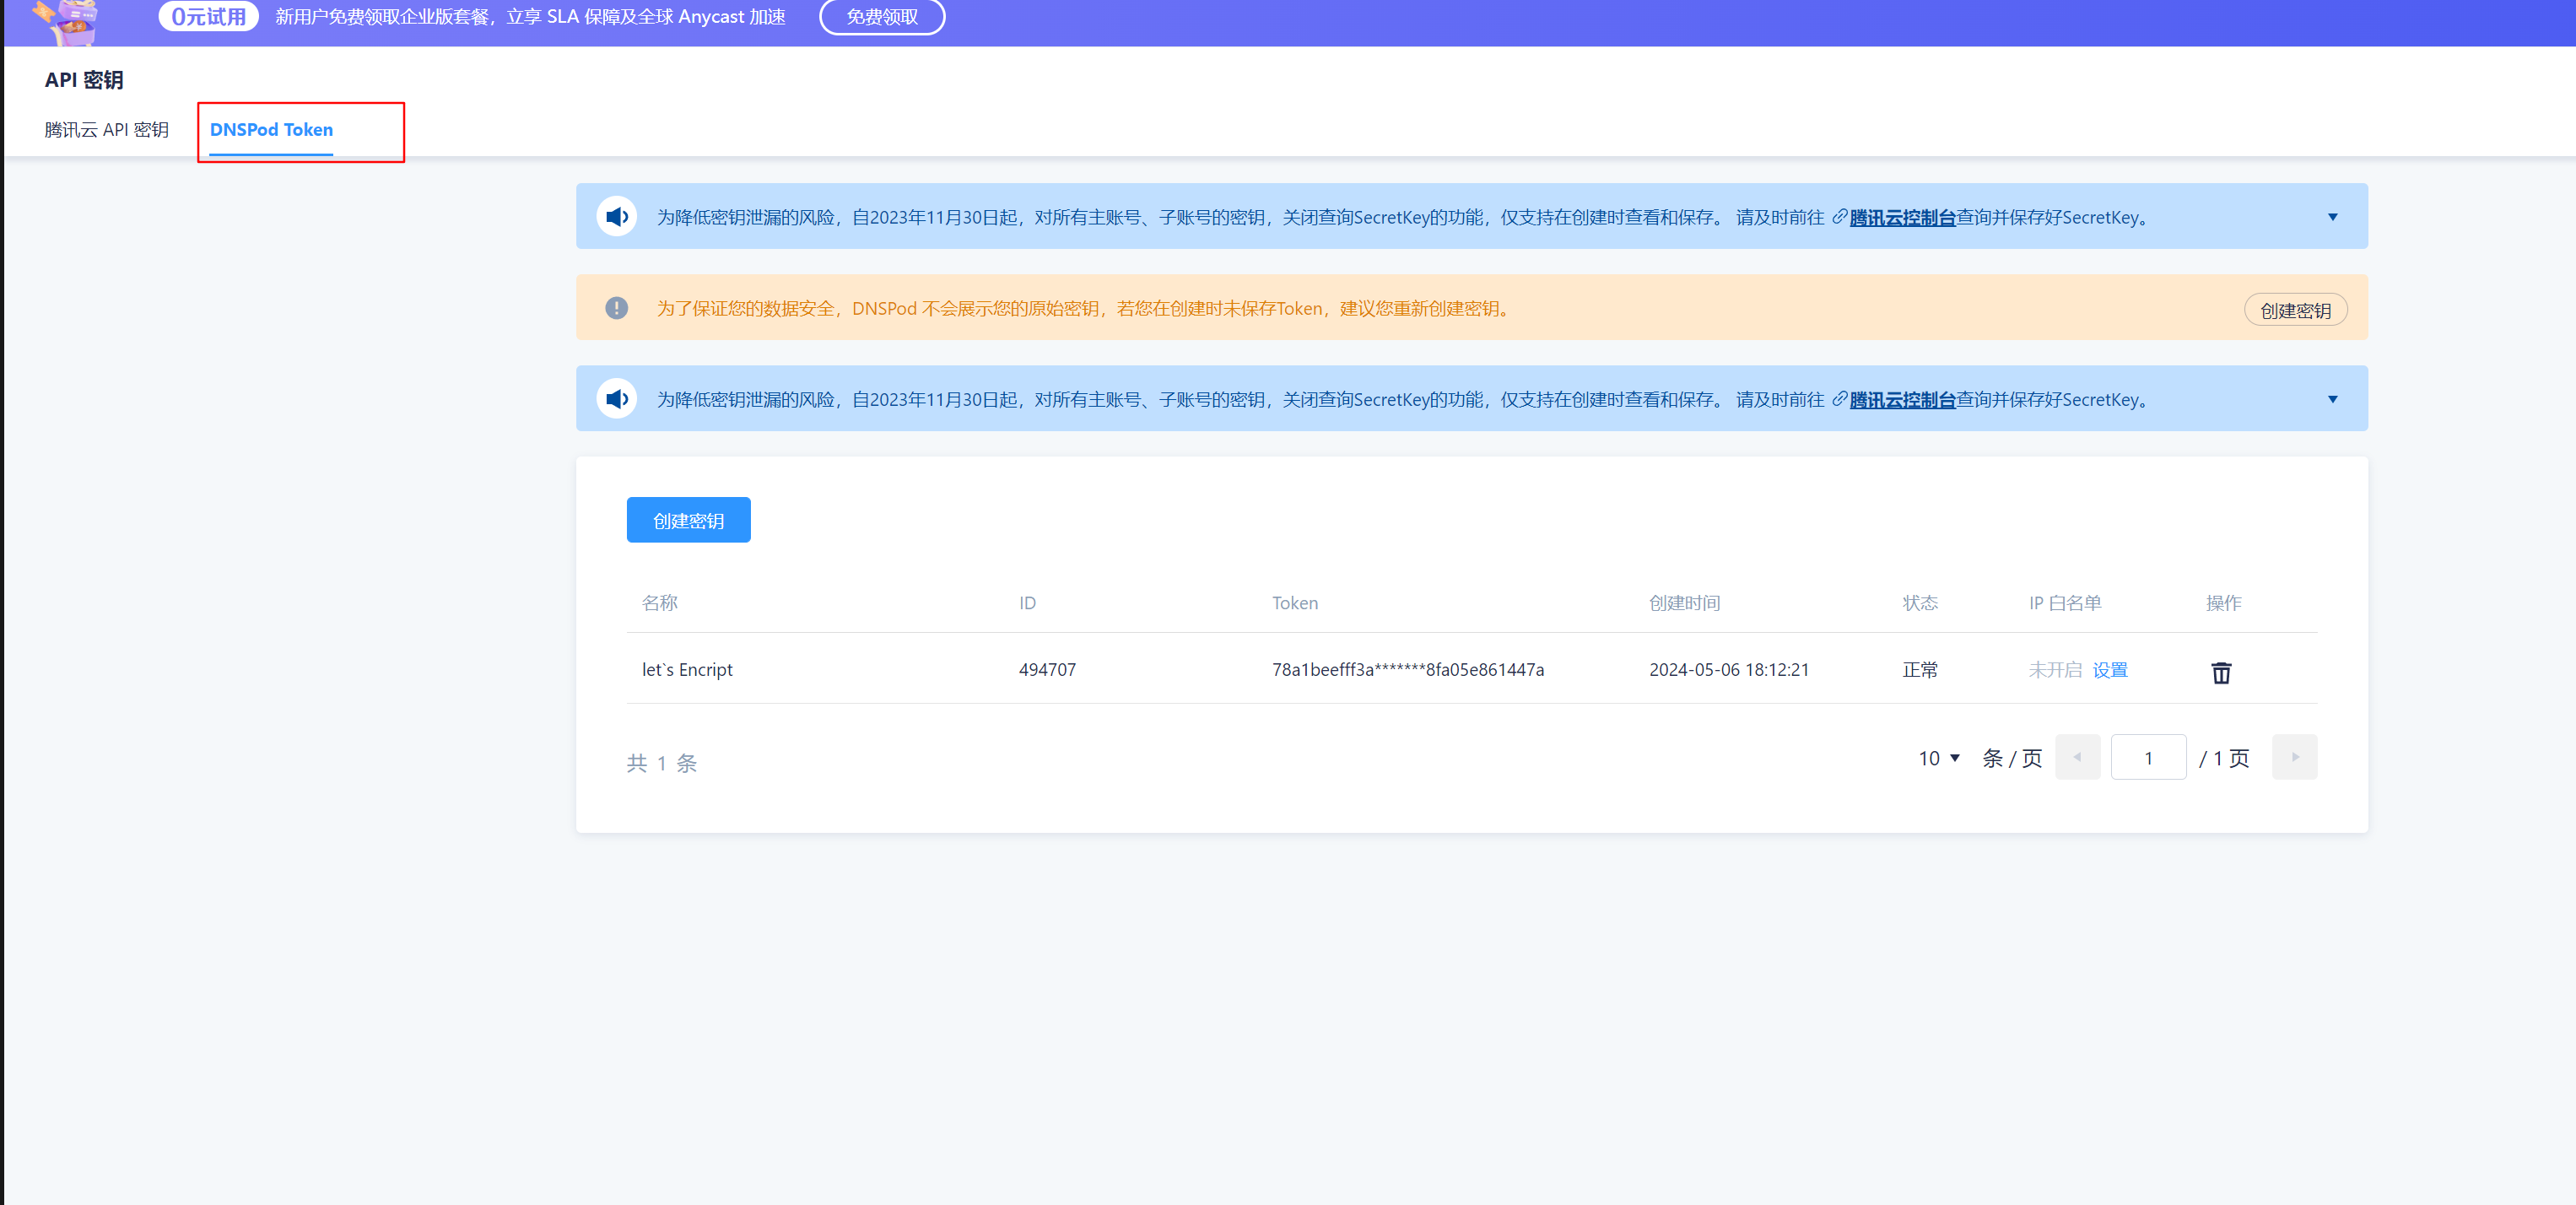 0元试用 新用户免费领取企业版套餐，立享 SLA 保障及全球 Anycast 加速 免费领取
API 密钥
腾讯云 API 密钥 DNSPod Token
为降低密钥泄漏的风险，自2023年11月30日起，对所有主账号、子账号的密钥，关闭查询SecretKey的功能，仅支持在创建时查看和保存。 请及时前往 腾讯云控制台查询并保存好SecretKey。
为了保证您的数据安全，DNSPod 不会展示您的原始密钥，若您在创建时未保存Token，建议您重新创建密钥。 创建密钥
为降低密钥泄漏的风险，自2023年11月30日起，对所有主账号、子账号的密钥，关闭查询SecretKey的功能，仅支持在创建时查看和保存。 请及时前往 腾讯云控制台查询并保存好SecretKey。
创建密钥
名称 ID Token 创建时间 状态 IP 白名单 操作
let`s Encript 494707 78a1beefff3a*******8fa05e861447a 2024-05-06 18:12:21 正常 未开启 设置
共 1 条 10 条 / 页 1 / 1 页